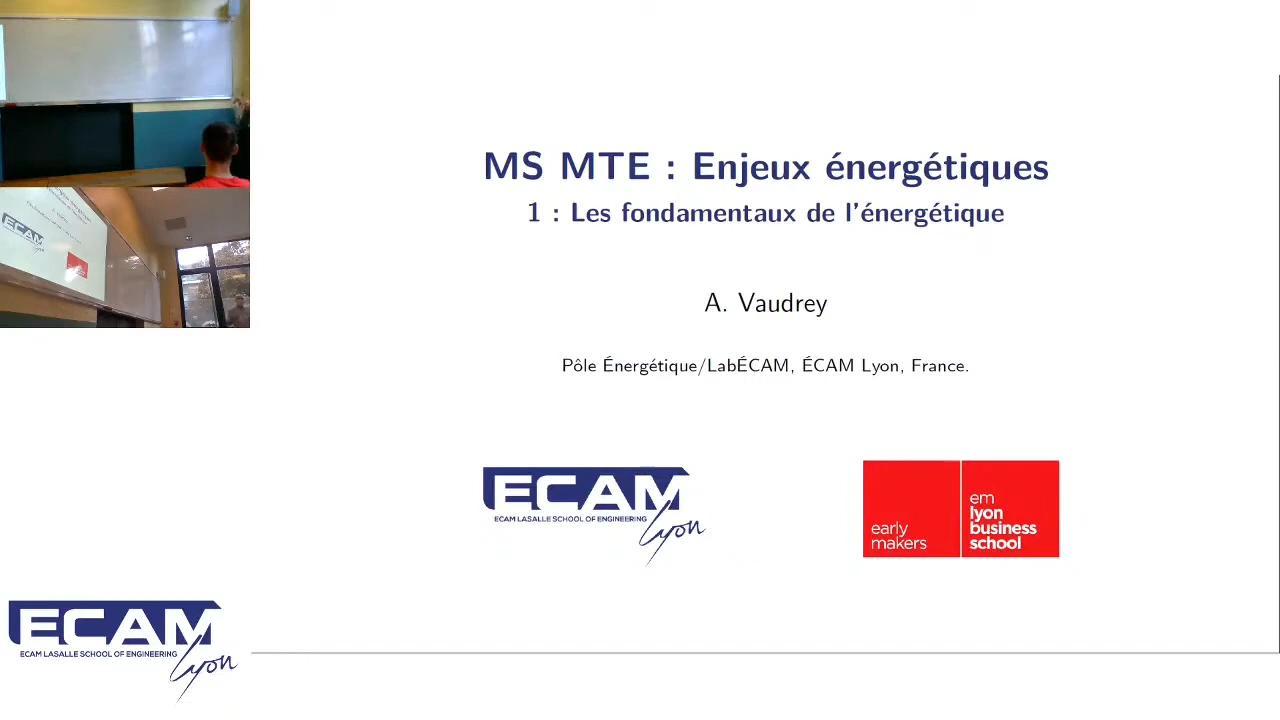 MS MTE : Enjeux énergétiques
1 : Les fondamentaux de l'énergétique
A. Vaudrey
Pôle Énergétique/LabÉCAM, ÉCAM Lyon, France.
ECAM
ECAM LASALLE SCHOOL OF ENGINEERING
Lyon
early
makers
em
lyon
business
school
ECAM
ECAM
ECAM LASALLE SCHOOL OF ENGINEERING
Lyon